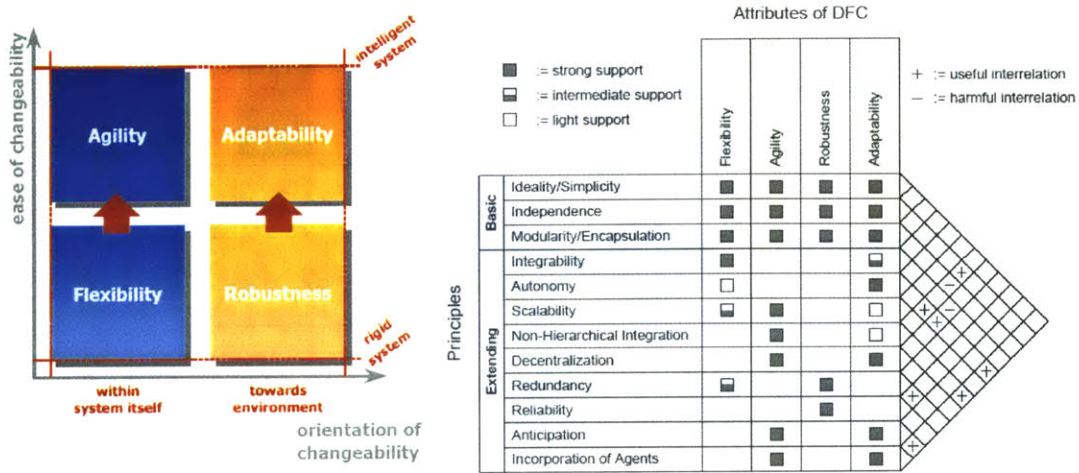 ease of changeability
intelligent
system
Agility
Adaptability
Flexibility
Robustness
rigid
system
within
system itself
towards
environment
orientation of
changeability
Attributes of DFC
:= strong support
:= intermediate support
:= light support
+ := useful interrelation
− := harmful interrelation
Flexibility
Agility
Robustness
Adaptability
Principles
Basic
Ideality/Simplicity
Independence
Modularity/Encapsulation
Extending
Integrability
Autonomy
Scalability
Non-Hierarchical Integration
Decentralization
Redundancy
Reliability
Anticipation
Incorporation of Agents
+
−
+ −
+
+
+ +
+